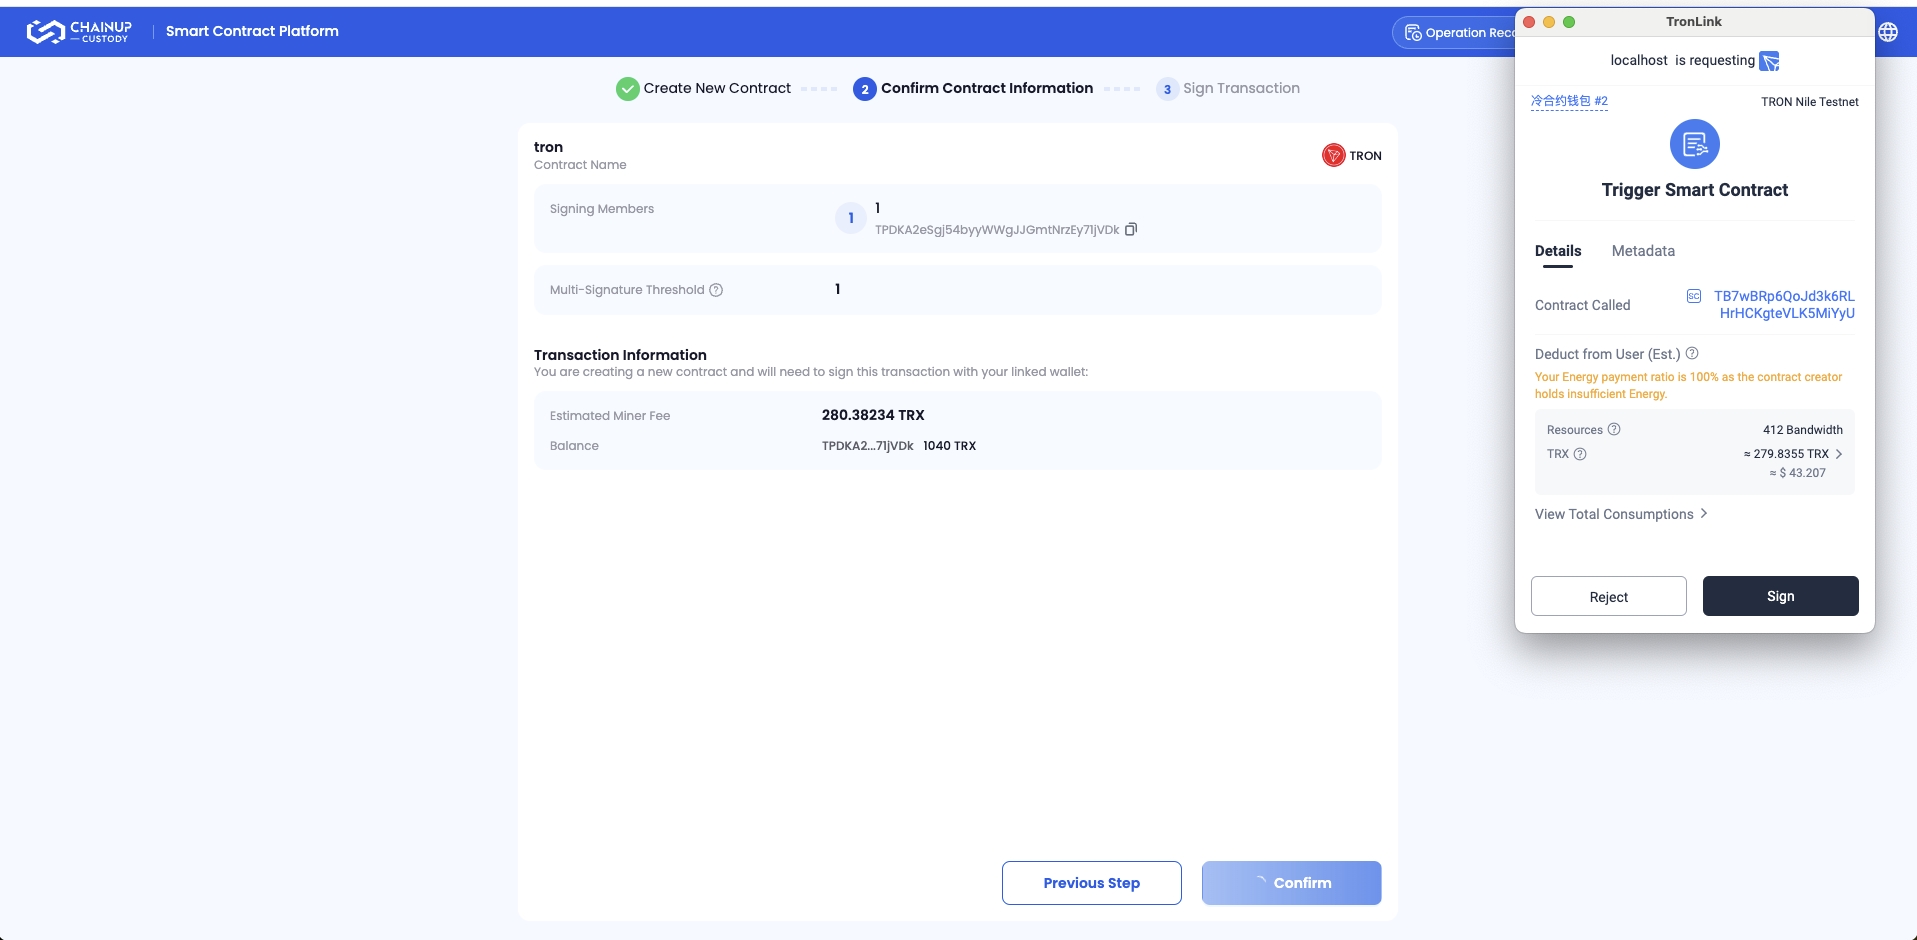 CHAINUP
CUSTODY
Smart Contract Platform
Operation Reco
Create New Contract
2 Confirm Contract Information
3 Sign Transaction
tron
Contract Name
TRON
Signing Members
1
1
TPDKA2eSgj54byyWWgJJGmtNrzEy71jVDk
Multi-Signature Threshold
1
Transaction Information
You are creating a new contract and will need to sign this transaction with your linked wallet:
Estimated Miner Fee
280.38234 TRX
Balance
TPDKA2...71jVDk 1040 TRX
Previous Step
Confirm
TronLink
localhost is requesting
冷合约钱包 #2
TRON Nile Testnet
Trigger Smart Contract
Details
Metadata
Contract Called
SC
TB7wBRp6QoJd3k6RL
HrHCKgteVLK5MiYyU
Deduct from User (Est.)
Your Energy payment ratio is 100% as the contract creator
holds insufficient Energy.
Resources
412 Bandwidth
TRX
≈ 279.8355 TRX
≈ $ 43.207
View Total Consumptions
Reject
Sign